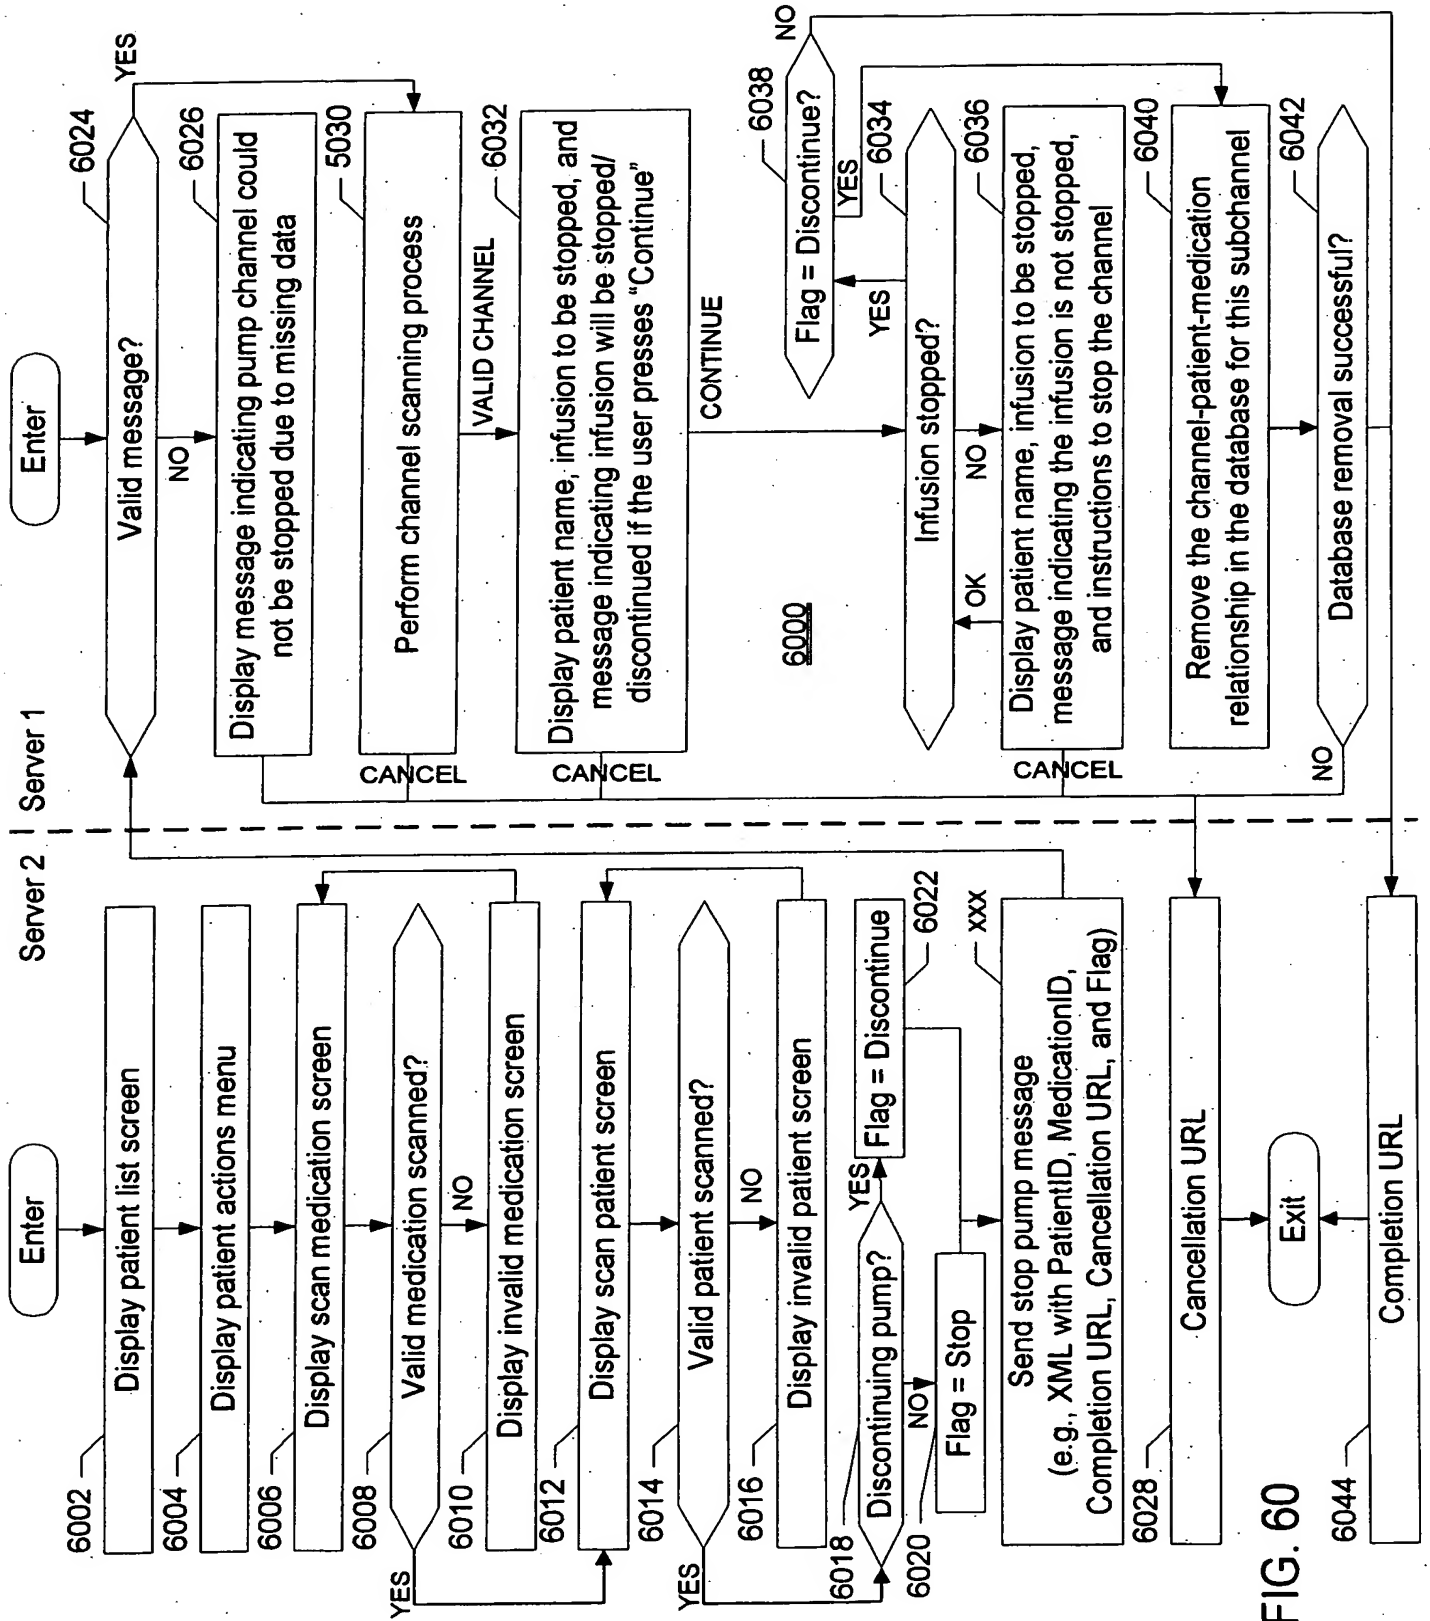 Server 2
Server 1
Enter
6002
Display patient list screen
6004
Display patient actions menu
6006
Display scan medication screen
6008
Valid medication scanned?
YES
NO
6010
Display invalid medication screen
6012
Display scan patient screen
6014
Valid patient scanned?
YES
NO
6016
Display invalid patient screen
6018
Discontinuing pump?
YES
Flag = Discontinue
6022
NO
6020
Flag = Stop
XXX
Send stop pump message
(e.g., XML with PatientID, MedicationID,
Completion URL, Cancellation URL, and Flag)
6028
Cancellation URL
Exit
6044
Completion URL
FIG. 60
Enter
6024
Valid message?
YES
NO
6026
Display message indicating pump channel could
not be stopped due to missing data
5030
Perform channel scanning process
CANCEL
VALID CHANNEL
6032
Display patient name, infusion to be stopped, and
message indicating infusion will be stopped/
discontinued if the user presses “Continue”
CANCEL
CONTINUE
6000
6038
Flag = Discontinue?
NO
YES
YES
6034
Infusion stopped?
OK
NO
6036
Display patient name, infusion to be stopped,
message indicating the infusion is not stopped,
and instructions to stop the channel
CANCEL
6040
Remove the channel-patient-medication
relationship in the database for this subchannel
6042
Database removal successful?
NO